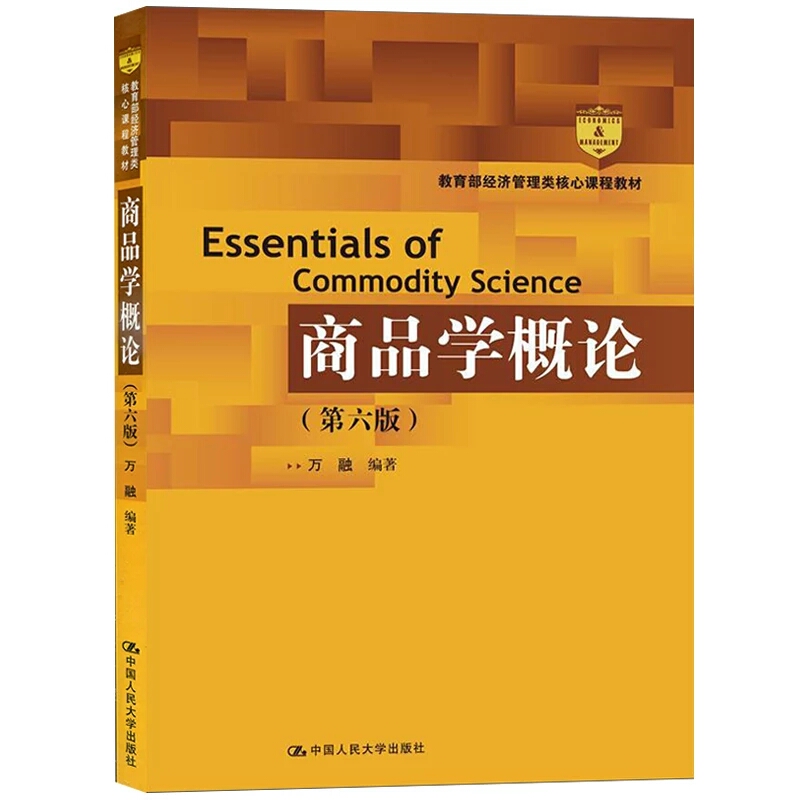 教育部经济管理类
核心课程教材
商品学概论
(第六版)
万 融 编著
中国人民大学出版社
ECONOMICS
&
MANAGEMENT
教育部经济管理类核心课程教材
Essentials of
Commodity Science
商品学概论
(第六版)
万 融 编著
中国人民大学出版社